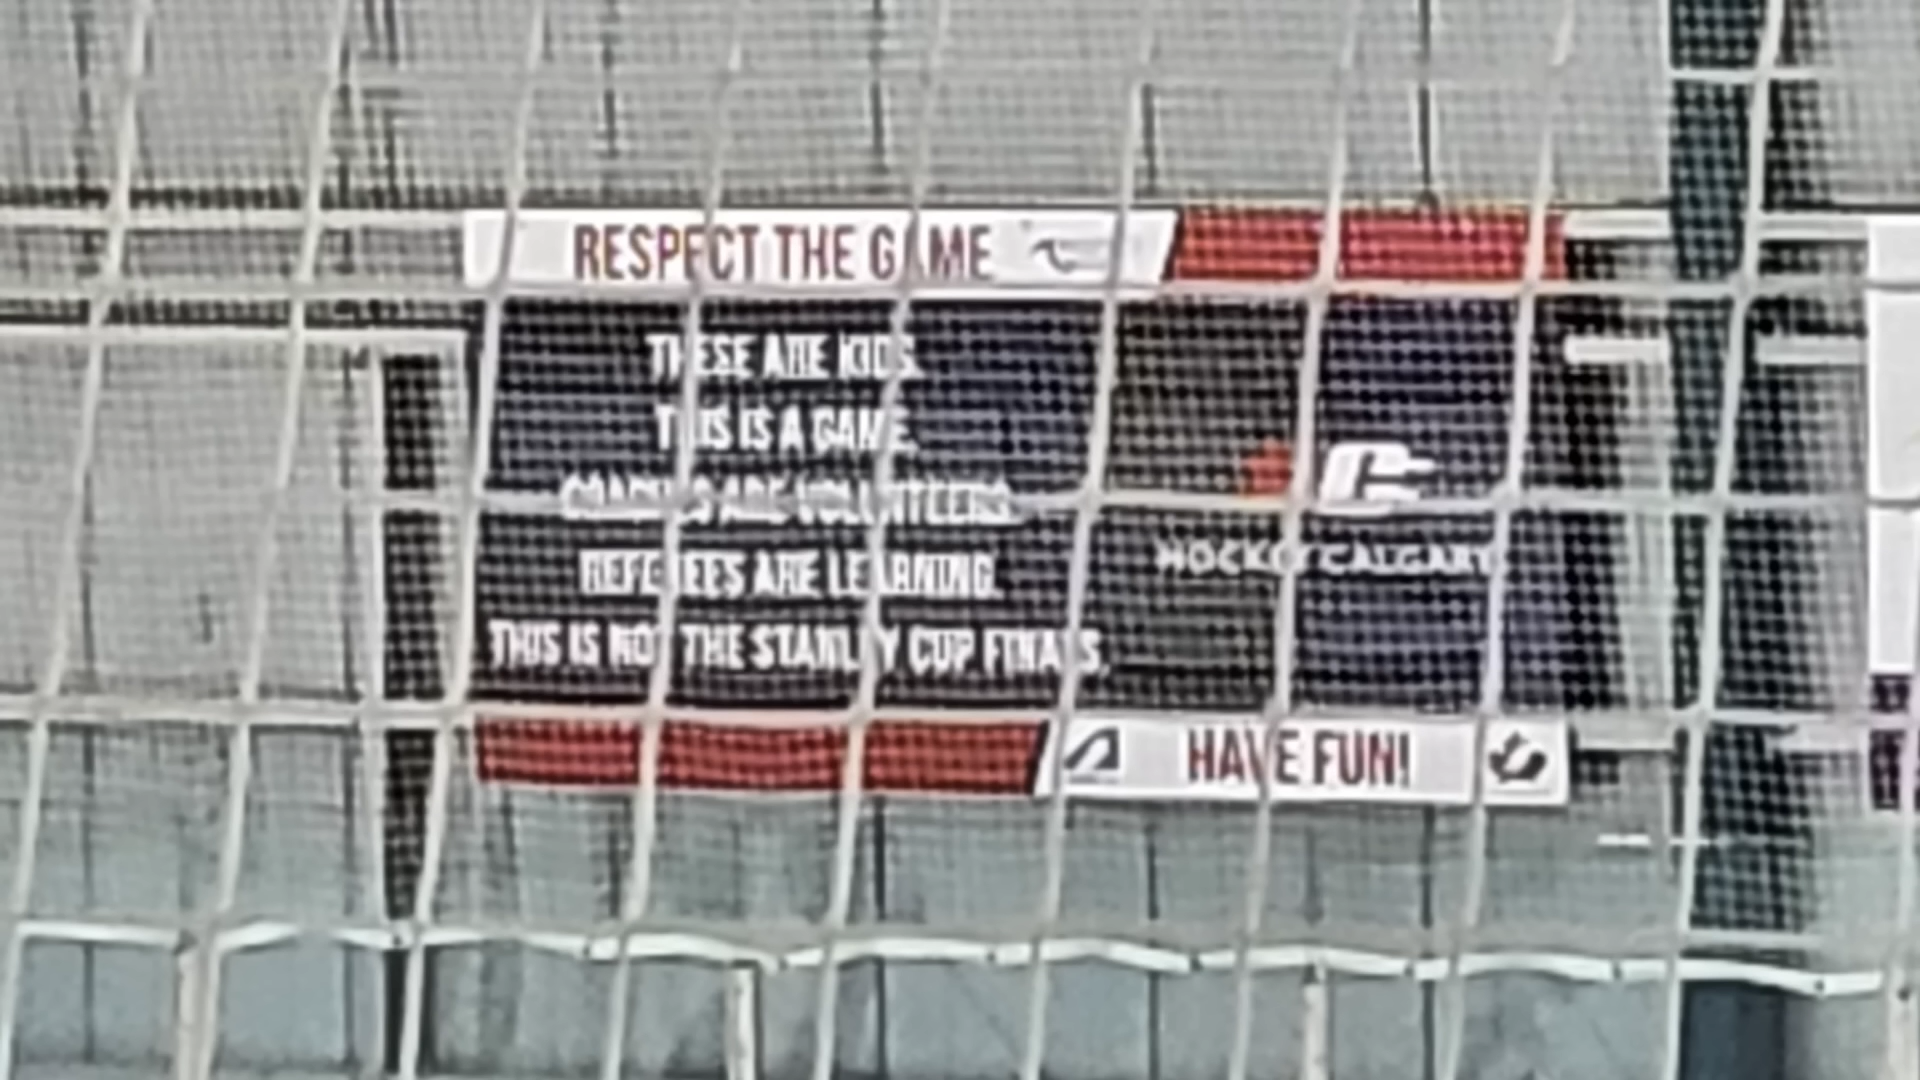 RESPECT THE GAME
THESE ARE KIDS.
THIS IS A GAME.
COACHES ARE VOLUNTEERS.
REFEREES ARE LEARNING.
THIS IS NOT THE STANLEY CUP FINALS.
C
HOCKEY CALGARY
HAVE FUN!